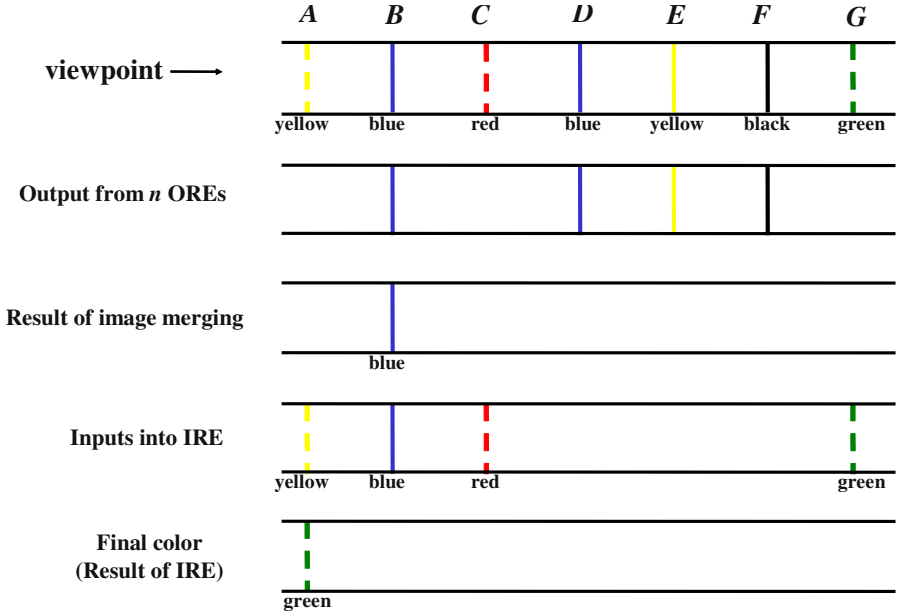 A B C D E F G
viewpoint
yellow blue red blue yellow black green
Output from n OREs
Result of image merging
blue
Inputs into IRE
yellow blue red green
Final color
(Result of IRE)
green